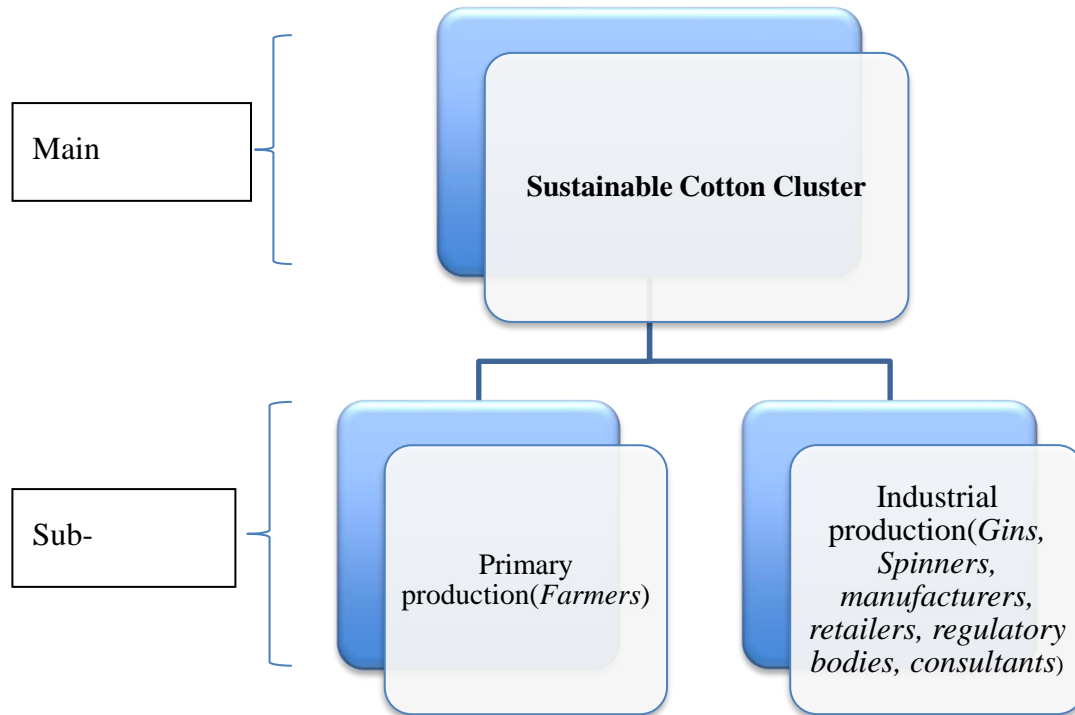 Main
Sustainable Cotton Cluster
Sub-
Primary
production(Farmers)
Industrial
production(Gins,
Spinners,
manufacturers,
retailers, regulatory
bodies, consultants)